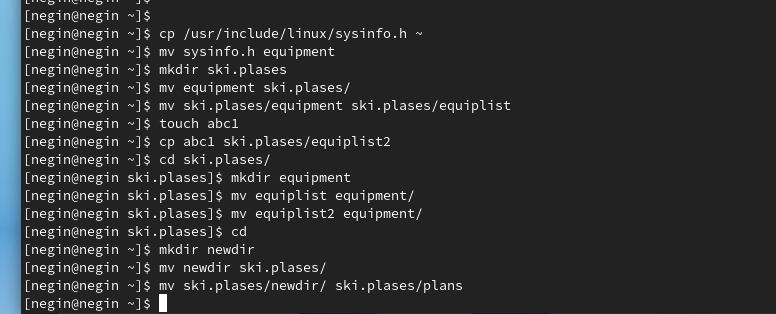 [negin@negin ~]$
[negin@negin ~]$ cp /usr/include/linux/sysinfo.h ~
[negin@negin ~]$ mv sysinfo.h equipment
[negin@negin ~]$ mkdir ski.plases
[negin@negin ~]$ mv equipment ski.plases/
[negin@negin ~]$ mv ski.plases/equipment ski.plases/equiplist
[negin@negin ~]$ touch abc1
[negin@negin ~]$ cp abc1 ski.plases/equiplist2
[negin@negin ~]$ cd ski.plases/
[negin@negin ski.plases]$ mkdir equipment
[negin@negin ski.plases]$ mv equiplist equipment/
[negin@negin ski.plases]$ mv equiplist2 equipment/
[negin@negin ski.plases]$ cd
[negin@negin ~]$ mkdir newdir
[negin@negin ~]$ mv newdir ski.plases/
[negin@negin ~]$ mv ski.plases/newdir/ ski.plases/plans
[negin@negin ~]$